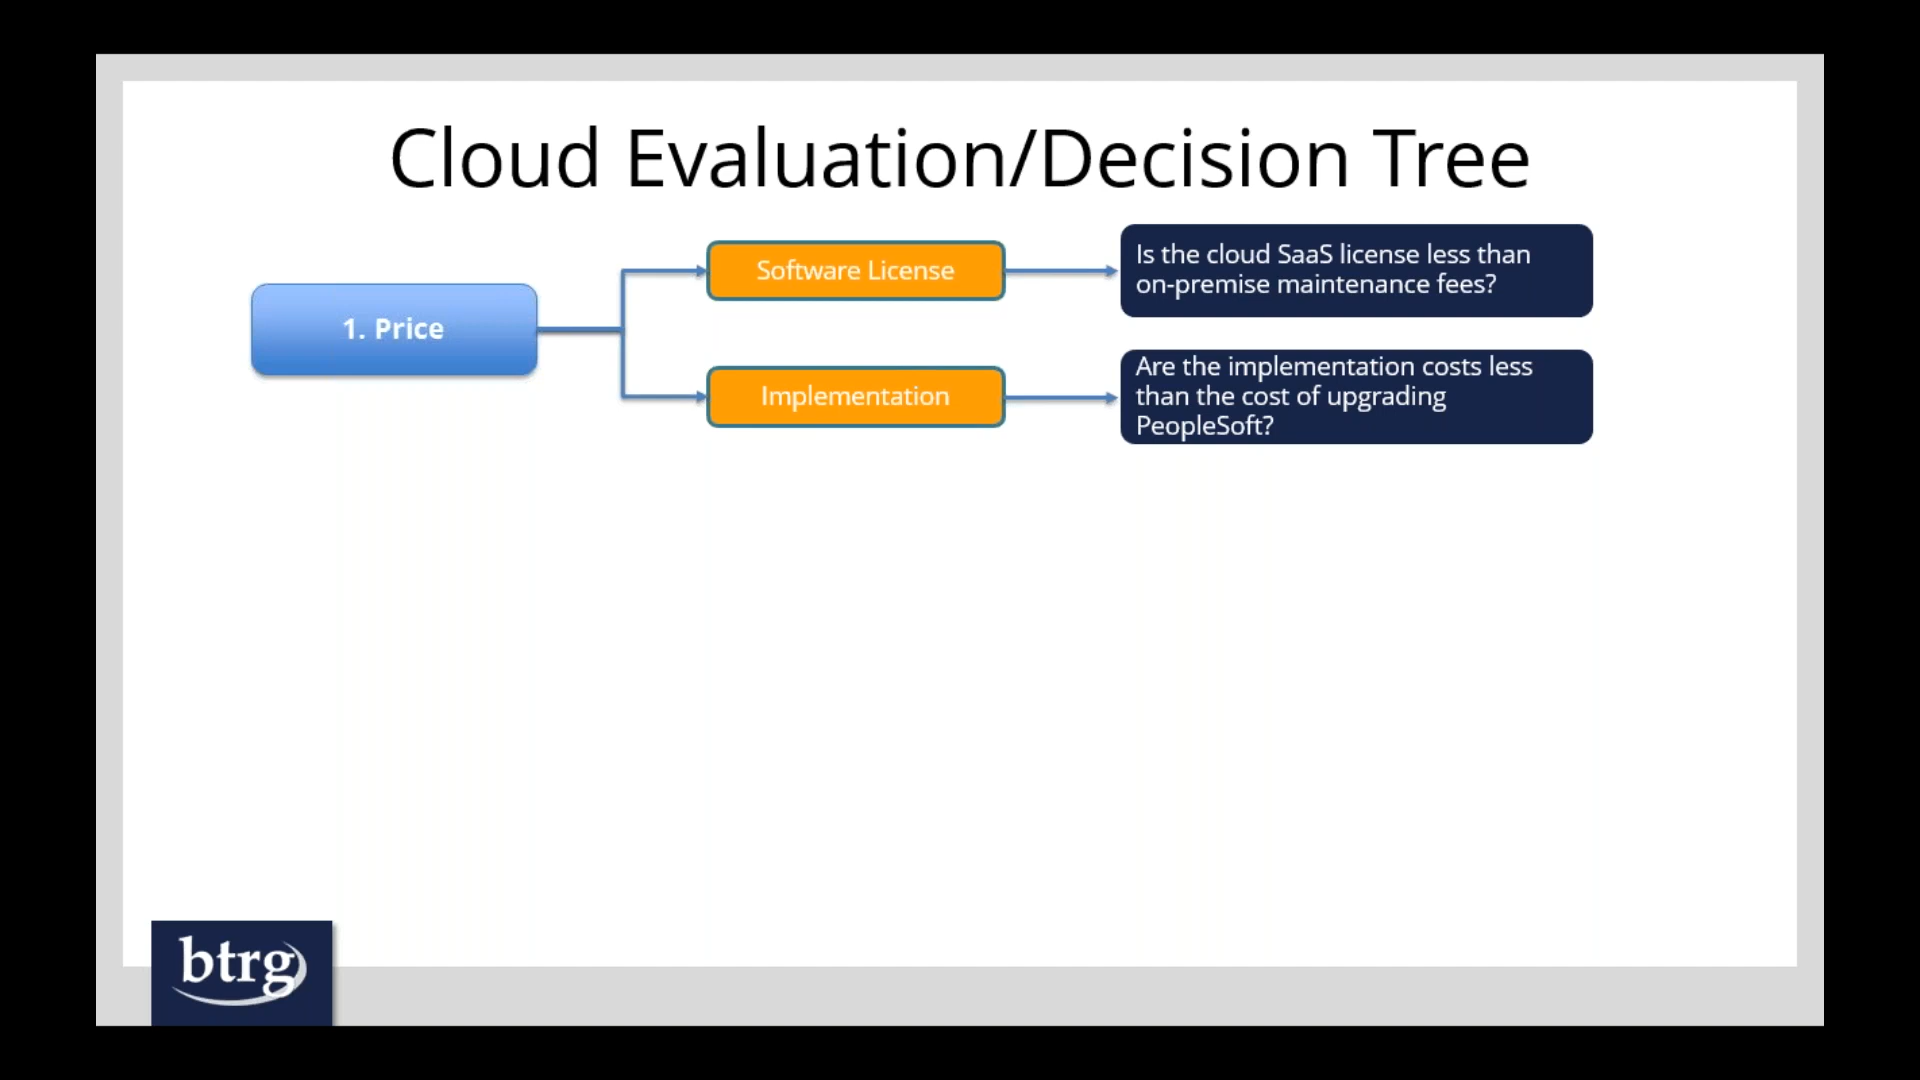 Cloud Evaluation/Decision Tree
1. Price
Software License
Is the cloud SaaS license less than
on-premise maintenance fees?
Implementation
Are the implementation costs less
than the cost of upgrading
PeopleSoft?
btrg